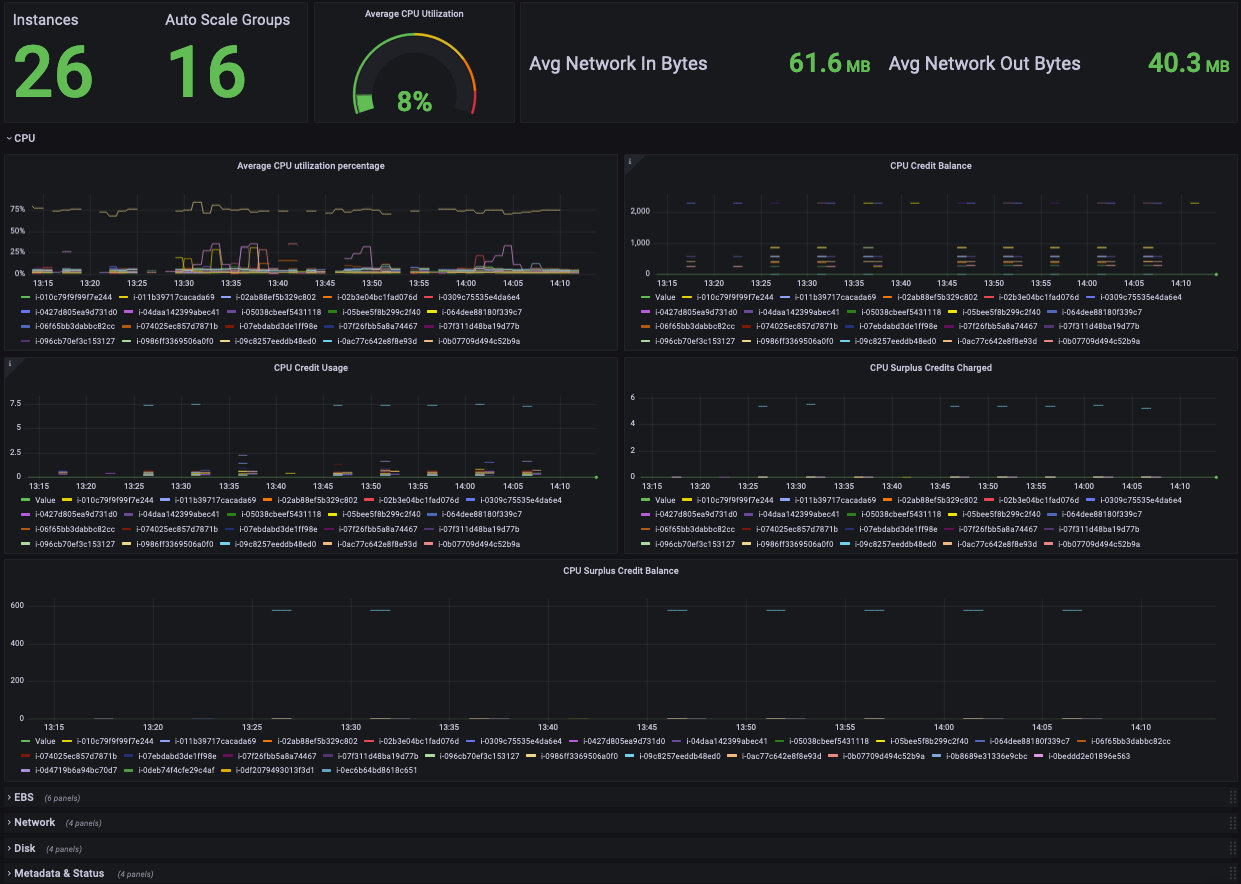 Instances
Auto Scale Groups
26
16
Average CPU Utilization
8%
Avg Network In Bytes 61.6 MB Avg Network Out Bytes 40.3 MB
CPU
Average CPU utilization percentage
75%
50%
25%
0%
13:15 13:20 13:25 13:30 13:35 13:40 13:45 13:50 13:55 14:00 14:05 14:10
i-010c79f9f99f7e244 i-011b39717cacada69 i-02ab88ef5b329c802 i-02b3e04bc1fad076d i-0309c75535e4da6e4
i-0427d805ea9d731d0 i-04daa142399abec41 i-05038cbeef5431118 i-05bee5f8b299c2f40 i-064dee88180f339c7
i-06f65bb3dabbc82cc i-074025ec857d7871b i-07ebdabd3de1ff98e i-07f26fbb5a8a74467 i-07f311d48ba19d77b
i-096cb70ef3c153127 i-0986ff3369506a0f0 i-09c8257eeddb48ed0 i-0ac77c642e8f8e93d i-0b07709d494c52b9a
CPU Credit Balance
2,000
1,000
0
13:15 13:20 13:25 13:30 13:35 13:40 13:45 13:50 13:55 14:00 14:05 14:10
Value i-010c79f9f99f7e244 i-011b39717cacada69 i-02ab88ef5b329c802 i-02b3e04bc1fad076d i-0309c75535e4da6e4
i-0427d805ea9d731d0 i-04daa142399abec41 i-05038cbeef5431118 i-05bee5f8b299c2f40 i-064dee88180f339c7
i-06f65bb3dabbc82cc i-074025ec857d7871b i-07ebdabd3de1ff98e i-07f26fbb5a8a74467 i-07f311d48ba19d77b
i-096cb70ef3c153127 i-0986ff3369506a0f0 i-09c8257eeddb48ed0 i-0ac77c642e8f8e93d i-0b07709d494c52b9a
CPU Credit Usage
7.5
5
2.5
0
13:15 13:20 13:25 13:30 13:35 13:40 13:45 13:50 13:55 14:00 14:05 14:10
Value i-010c79f9f99f7e244 i-011b39717cacada69 i-02ab88ef5b329c802 i-02b3e04bc1fad076d i-0309c75535e4da6e4
i-0427d805ea9d731d0 i-04daa142399abec41 i-05038cbeef5431118 i-05bee5f8b299c2f40 i-064dee88180f339c7
i-06f65bb3dabbc82cc i-074025ec857d7871b i-07ebdabd3de1ff98e i-07f26fbb5a8a74467 i-07f311d48ba19d77b
i-096cb70ef3c153127 i-0986ff3369506a0f0 i-09c8257eeddb48ed0 i-0ac77c642e8f8e93d i-0b07709d494c52b9a
CPU Surplus Credits Charged
6
4
2
0
13:15 13:20 13:25 13:30 13:35 13:40 13:45 13:50 13:55 14:00 14:05 14:10
Value i-010c79f9f99f7e244 i-011b39717cacada69 i-02ab88ef5b329c802 i-02b3e04bc1fad076d i-0309c75535e4da6e4
i-0427d805ea9d731d0 i-04daa142399abec41 i-05038cbeef5431118 i-05bee5f8b299c2f40 i-064dee88180f339c7
i-06f65bb3dabbc82cc i-074025ec857d7871b i-07ebdabd3de1ff98e i-07f26fbb5a8a74467 i-07f311d48ba19d77b
i-096cb70ef3c153127 i-0986ff3369506a0f0 i-09c8257eeddb48ed0 i-0ac77c642e8f8e93d i-0b07709d494c52b9a
CPU Surplus Credit Balance
600
400
200
0
13:15 13:20 13:25 13:30 13:35 13:40 13:45 13:50 13:55 14:00 14:05 14:10
Value i-010c79f9f99f7e244 i-011b39717cacada69 i-02ab88ef5b329c802 i-02b3e04bc1fad076d i-0309c75535e4da6e4 i-0427d805ea9d731d0 i-04daa142399abec41 i-05038cbeef5431118 i-05bee5f8b299c2f40 i-064dee88180f339c7 i-06f65bb3dabbc82cc
i-074025ec857d7871b i-07ebdabd3de1ff98e i-07f26fbb5a8a74467 i-07f311d48ba19d77b i-096cb70ef3c153127 i-0986ff3369506a0f0 i-09c8257eeddb48ed0 i-0ac77c642e8f8e93d i-0b07709d494c52b9a i-0b8689e31336e9cbc i-0beddd2e01896e563
i-0d4719b6a94bc70d7 i-0deb74f4cfe29c4af i-0df2079493013f3d1 i-0ec6b64bd8618c651
EBS (6 panels)
Network (4 panels)
Disk (4 panels)
Metadata & Status (4 panels)